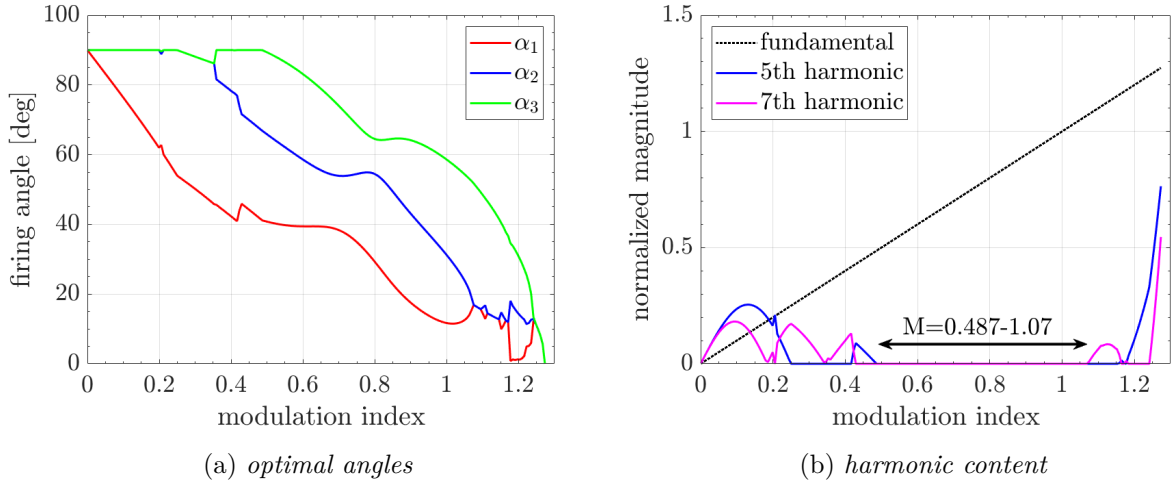 100
80
60
40
20
0
0
0.2
0.4
0.6
0.8
1
1.2
firing angle [deg]
modulation index
α1
α2
α3
(a) optimal angles
1.5
1
0.5
0
0
0.2
0.4
0.6
0.8
1
1.2
normalized magnitude
modulation index
fundamental
5th harmonic
7th harmonic
M=0.487-1.07
(b) harmonic content